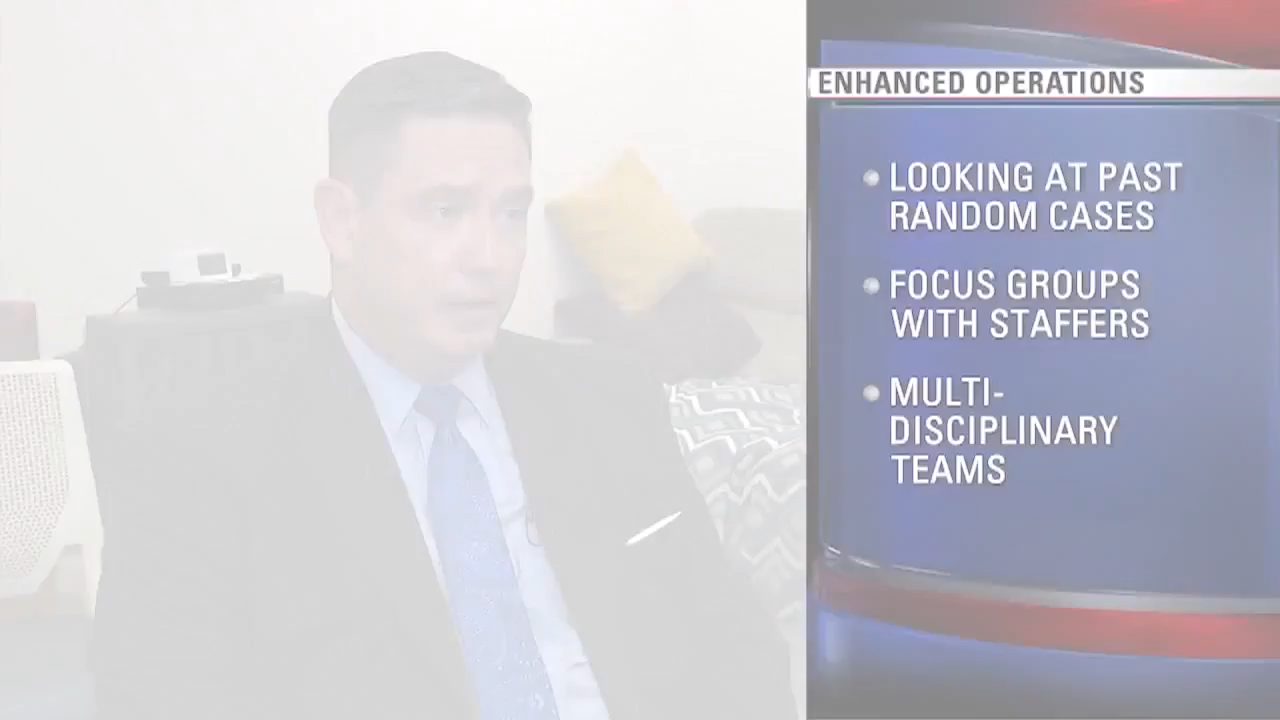 ENHANCED OPERATIONS
LOOKING AT PAST
RANDOM CASES
FOCUS GROUPS
WITH STAFFERS
MULTI-
DISCIPLINARY
TEAMS